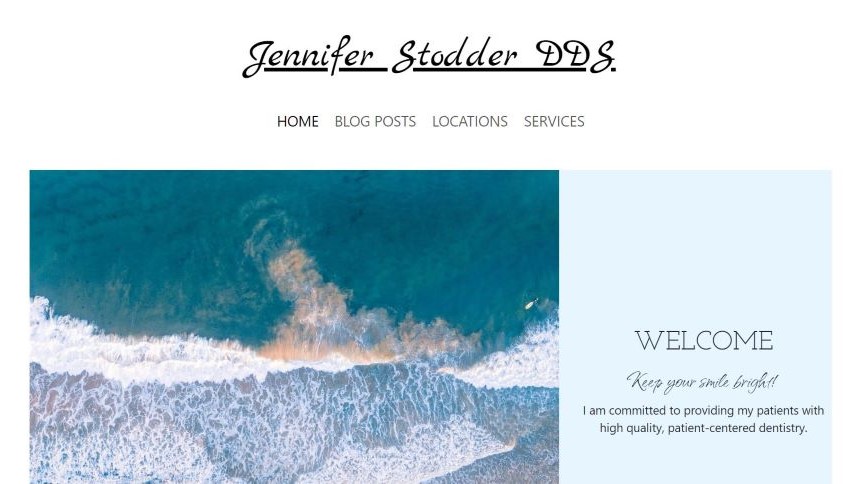 Jennifer Stodder DDS
HOME BLOG POSTS LOCATIONS SERVICES
WELCOME
Keep your smile bright!
I am committed to providing my patients with
high quality, patient-centered dentistry.